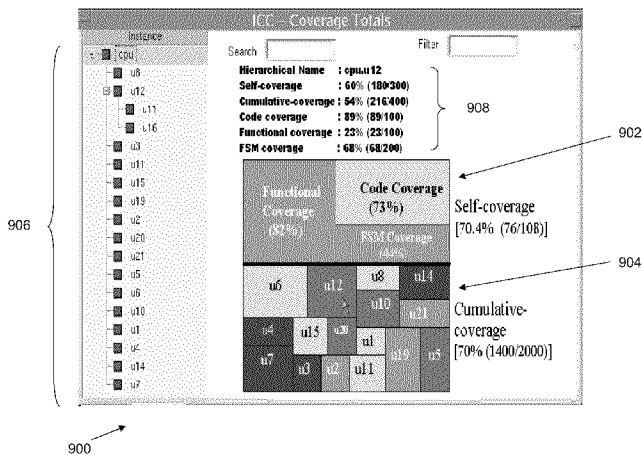 ICC - Coverage Totals
Instance
Search
Filter
cpu
u8
u12
u11
u16
u3
u11
u15
u19
u2
u20
u21
u5
u6
u10
u1
u4
u14
u7
Hierarchical Name : cpu.u12
Self-coverage : 60% (180/300)
Cumulative-coverage : 54% (216/400)
Code coverage : 89% (89/100)
Functional coverage : 23% (23/100)
FSM coverage : 68% (68/200)
908
902
906
Functional Coverage (82%)
Code Coverage (73%)
FSM Coverage
Self-coverage
[70.4% (76/108)]
904
u6
u12
u8
u14
u10
u21
u4
u15
u20
u1
u19
u5
u7
u3
u2
u11
Cumulative-
coverage
[70% (1400/2000)]
900